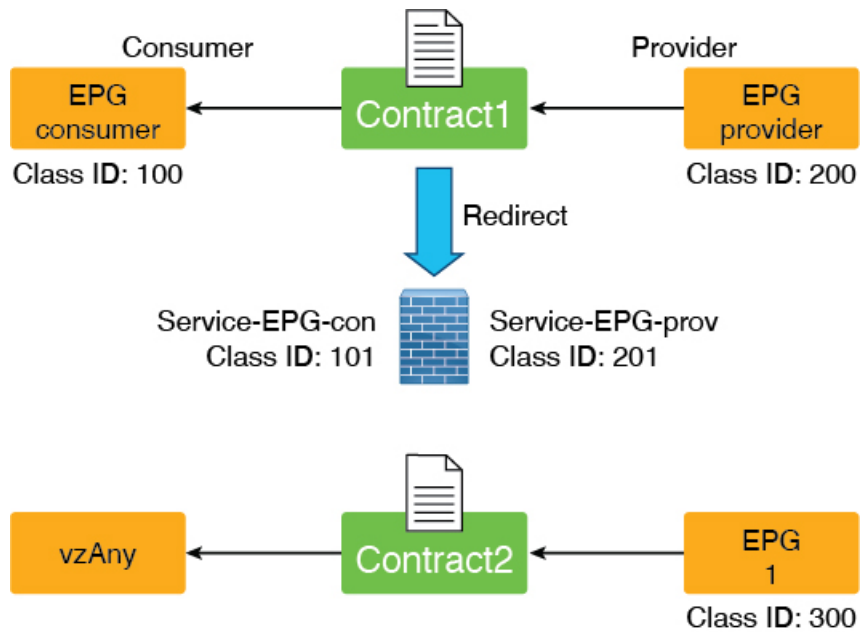 Consumer
Provider
EPG
consumer
Contract1
EPG
provider
Class ID: 100
Class ID: 200
Redirect
Service-EPG-con
Class ID: 101
Service-EPG-prov
Class ID: 201
vzAny
Contract2
EPG
1
Class ID: 300